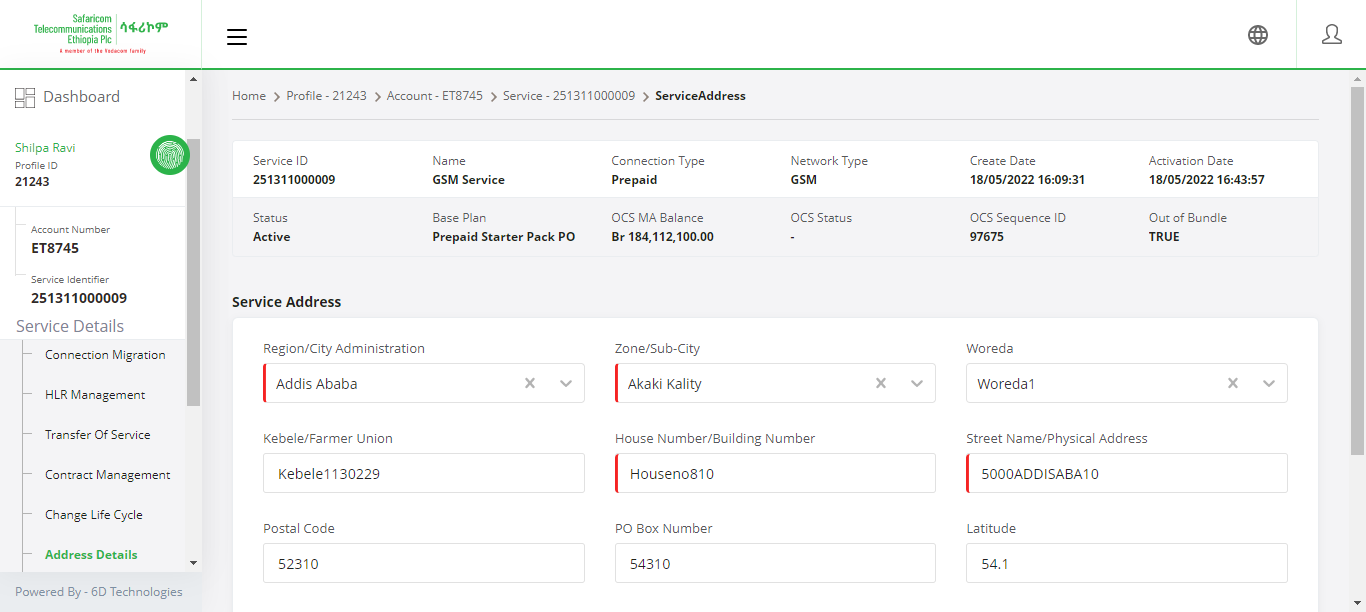 Safaricom
Telecommunications
Ethiopia Plc
ሳፋሪኮም
A member of the Vodacom family
Dashboard
Shilpa Ravi
Profile ID
21243
Account Number
ET8745
Service Identifier
251311000009
Service Details
Connection Migration
HLR Management
Transfer Of Service
Contract Management
Change Life Cycle
Address Details
Powered By - 6D Technologies
Home > Profile - 21243 > Account - ET8745 > Service - 251311000009 > ServiceAddress
Service ID Name Connection Type Network Type Create Date Activation Date
251311000009 GSM Service Prepaid GSM 18/05/2022 16:09:31 18/05/2022 16:43:57
Status Base Plan OCS MA Balance OCS Status OCS Sequence ID Out of Bundle
Active Prepaid Starter Pack PO Br 184,112,100.00 - 97675 TRUE
Service Address
Region/City Administration Zone/Sub-City Woreda
Addis Ababa Akaki Kality Woreda1
Kebele/Farmer Union House Number/Building Number Street Name/Physical Address
Kebele1130229 Houseno810 5000ADDISABA10
Postal Code PO Box Number Latitude
52310 54310 54.1